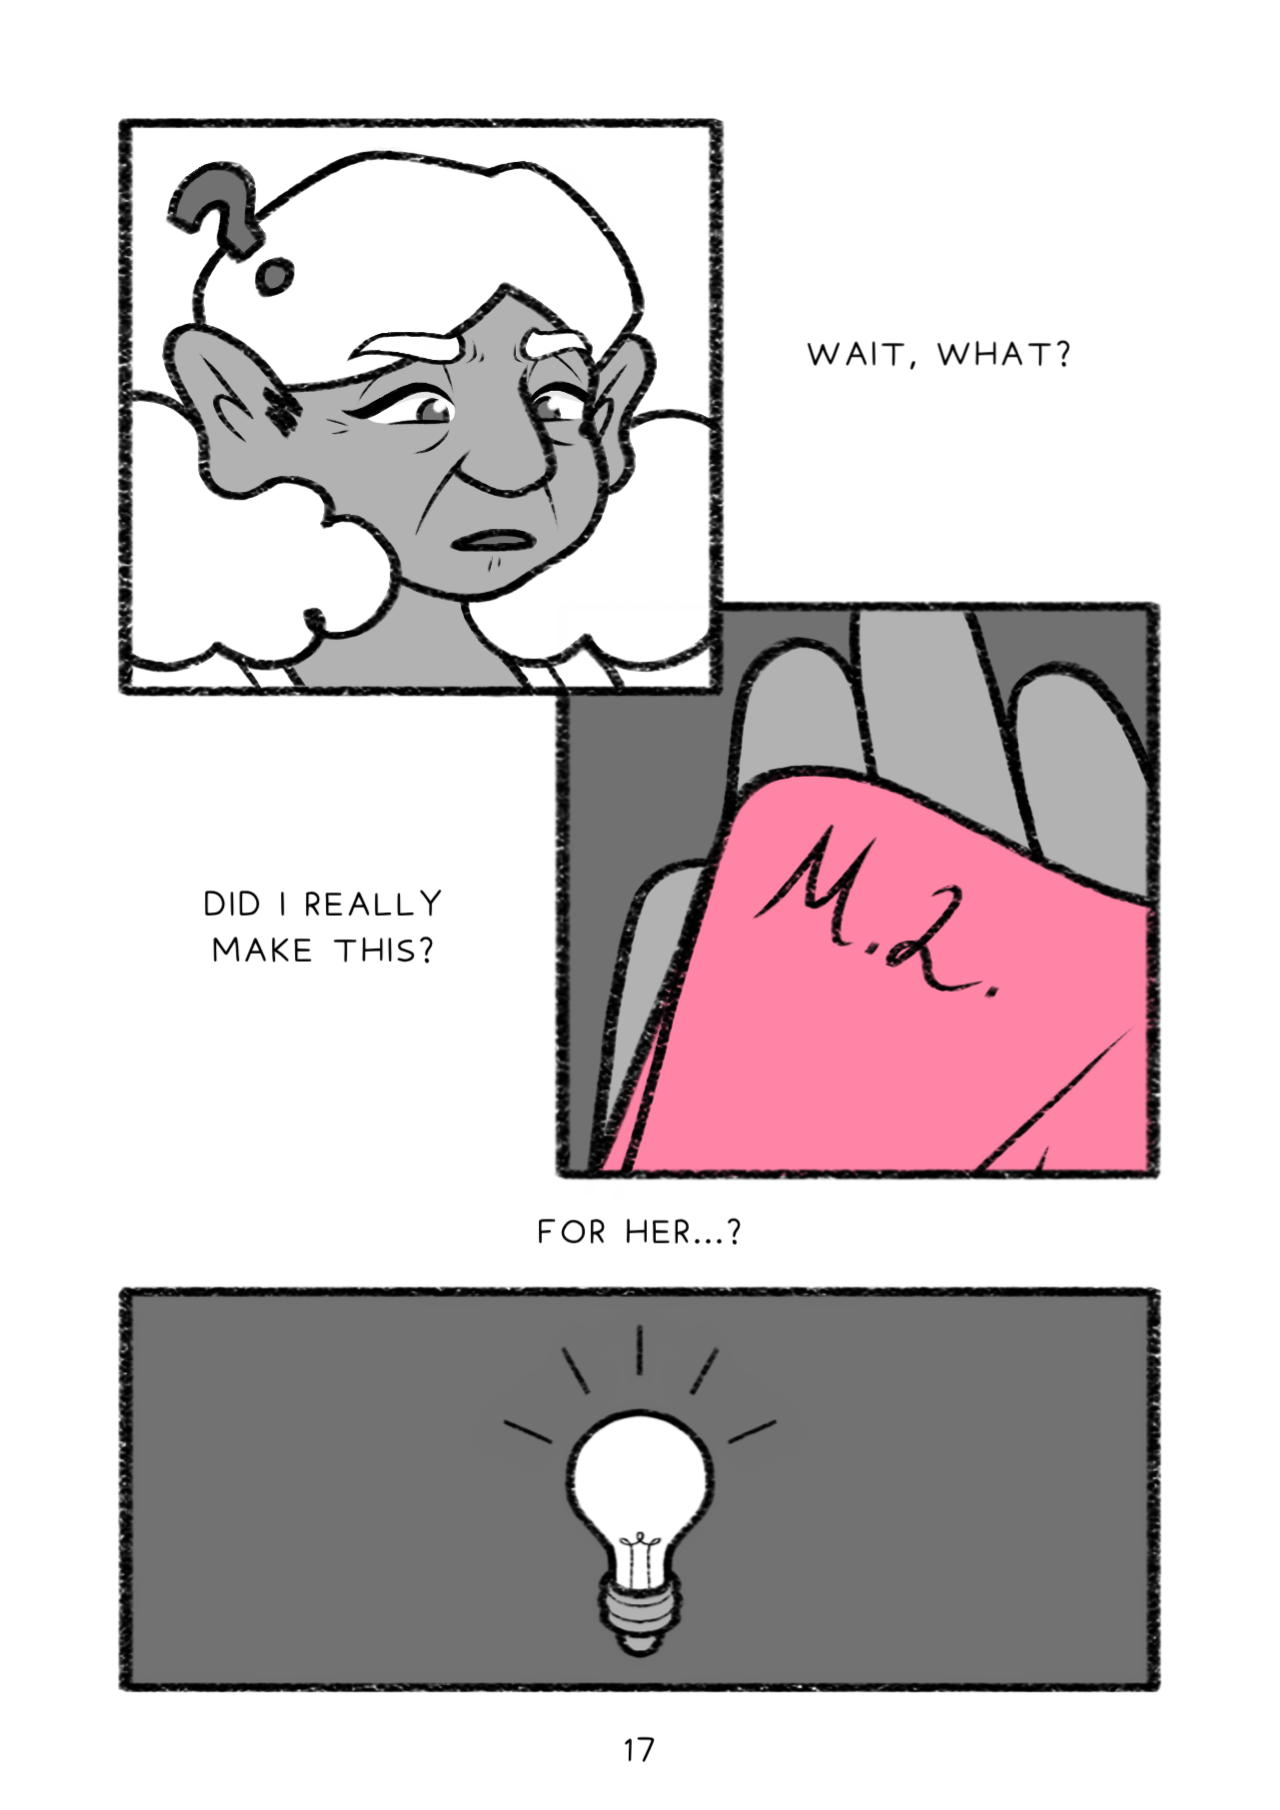 ?
WAIT, WHAT?
DID I REALLY
MAKE THIS?
M.L.
FOR HER...?
17